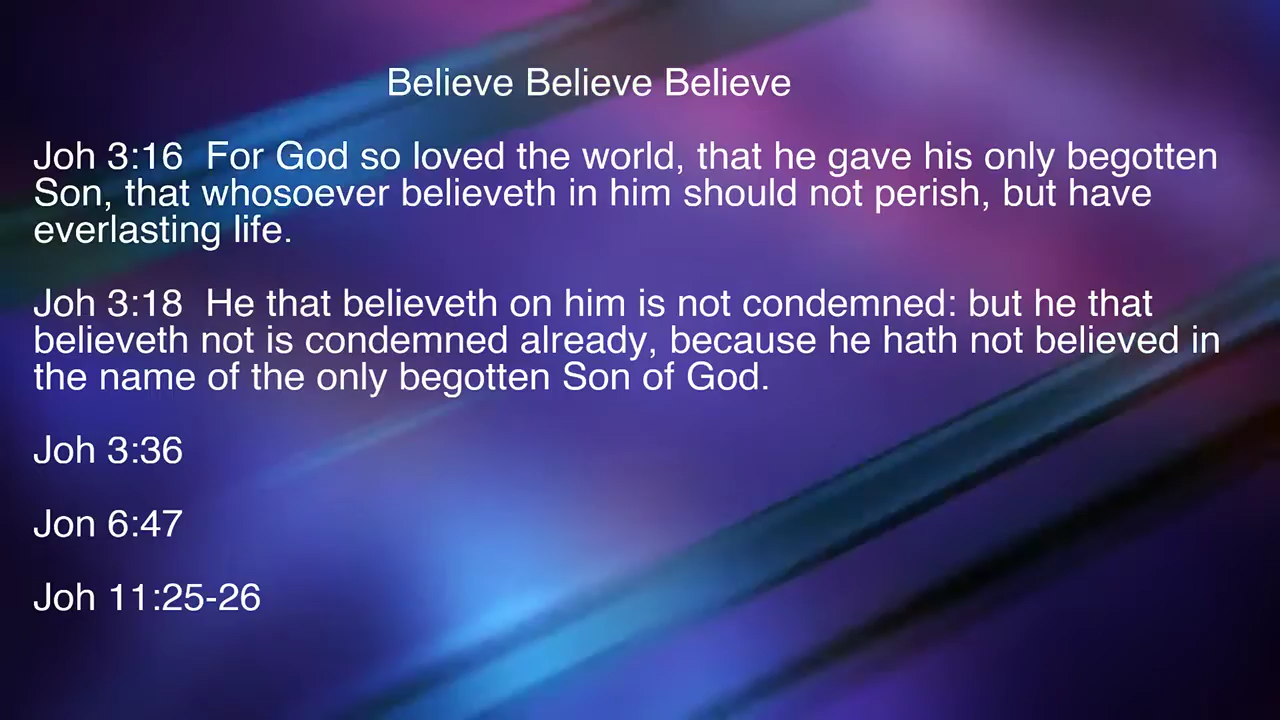 Believe Believe Believe
Joh 3:16  For God so loved the world, that he gave his only begotten
Son, that whosoever believeth in him should not perish, but have
everlasting life.
Joh 3:18  He that believeth on him is not condemned: but he that
believeth not is condemned already, because he hath not believed in
the name of the only begotten Son of God.
Joh 3:36
Jon 6:47
Joh 11:25-26